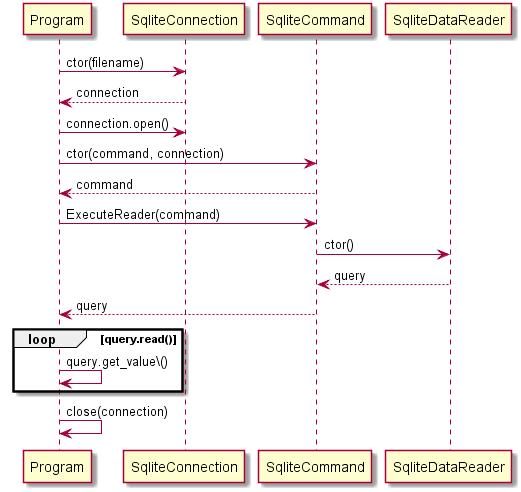 Program SqliteConnection SqliteCommand SqliteDataReader
ctor(filename)
connection
connection.open()
ctor(command, connection)
command
ExecuteReader(command)
ctor()
query
query
loop [query.read()]
query.get_value\()
close(connection)
Program SqliteConnection SqliteCommand SqliteDataReader